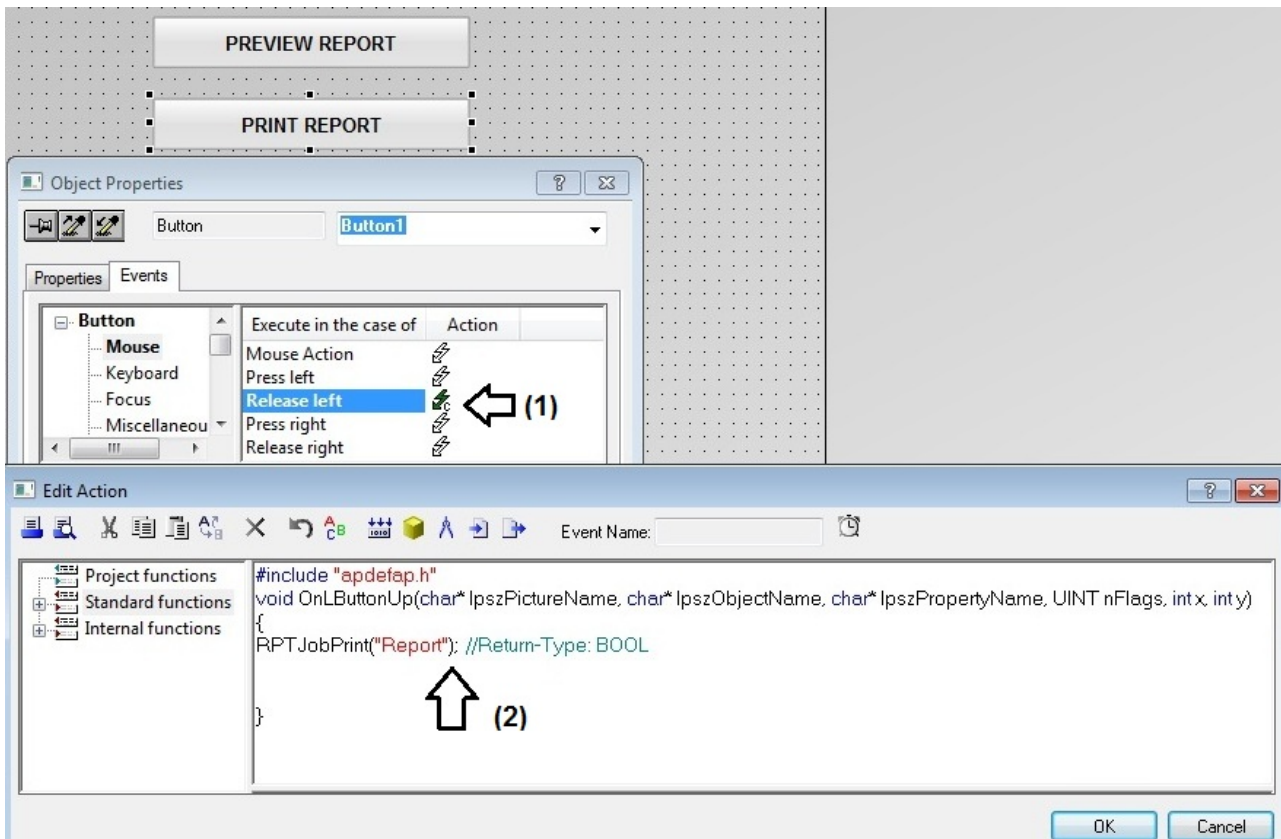 PREVIEW REPORT
PRINT REPORT
Object Properties
Button
Button1
Properties
Events
Button
Mouse
Keyboard
Focus
Miscellaneou
Execute in the case of
Action
Mouse Action
Press left
Release left
Press right
Release right
(1)
Edit Action
Event Name:
Project functions
Standard functions
Internal functions
#include "apdefap.h"
void OnLButtonUp(char* lpszPictureName, char* lpszObjectName, char* lpszPropertyName, UINT nFlags, int x, int y)
{
RPTJobPrint("Report"); //Return-Type: BOOL
}
(2)
OK
Cancel